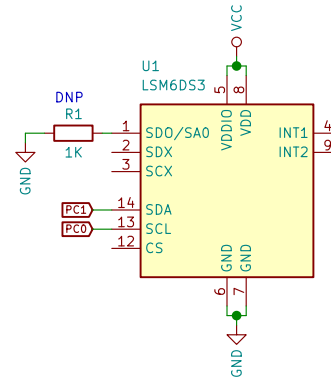 VCC
U1
LSM6DS3
DNP
R1
1K
GND
1 SDO/SA0
2 SDX
3 SCX
PC1 14 SDA
PC0 13 SCL
12 CS
5 VDDIO
8 VDD
INT1 4
INT2 9
6 GND
7 GND
GND